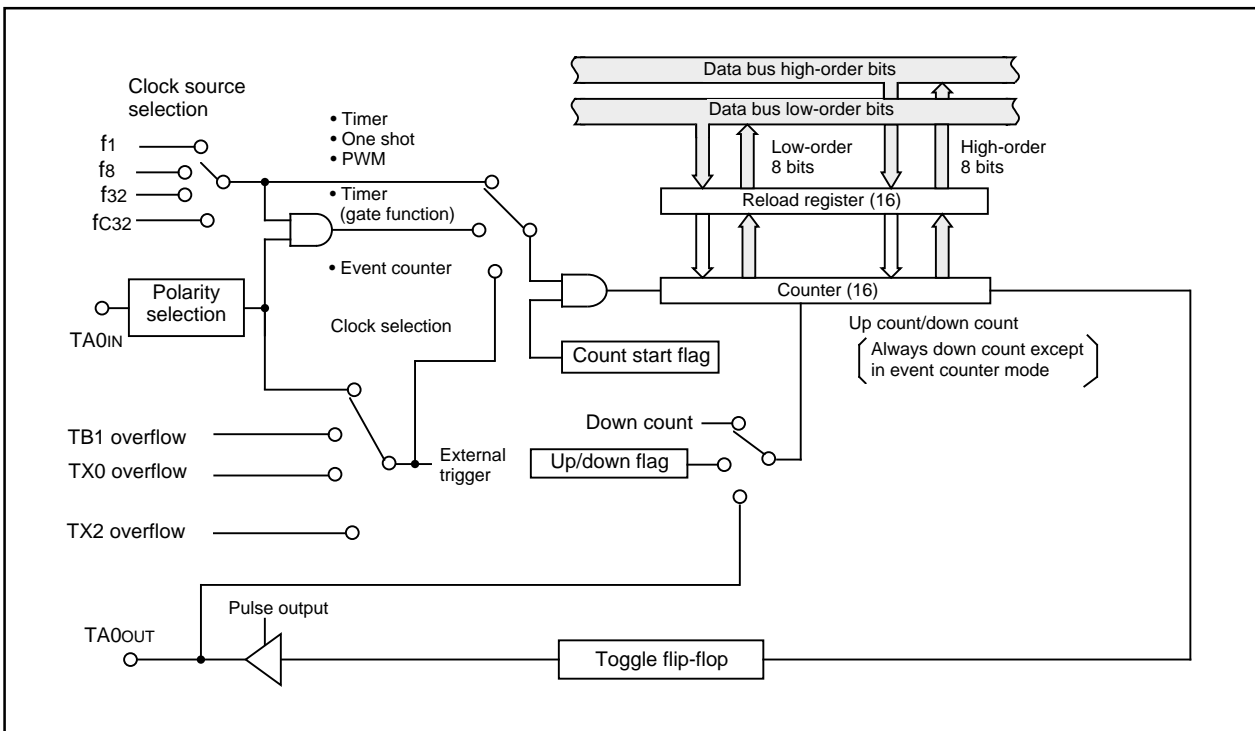 Clock source
selection
f1
f8
f32
fC32
• Timer
• One shot
• PWM
• Timer
(gate function)
• Event counter
Polarity
selection
TA0IN
Clock selection
Data bus high-order bits
Data bus low-order bits
Low-order
8 bits
High-order
8 bits
Reload register (16)
Counter (16)
Up count/down count
Always down count except
in event counter mode
Count start flag
TB1 overflow
TX0 overflow
TX2 overflow
External
trigger
Down count
Up/down flag
Pulse output
TA0OUT
Toggle flip-flop